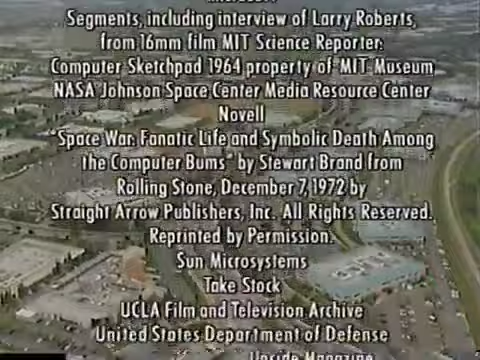 Segments, including interview of Larry Roberts,
from 16mm film MIT Science Reporter:
Computer Sketchpad 1964 property of MIT Museum
NASA Johnson Space Center Media Resource Center
Novell
"Space War: Fanatic Life and Symbolic Death Among
the Computer Bums" by Stewart Brand from
Rolling Stone, December 7, 1972 by
Straight Arrow Publishers, Inc. All Rights Reserved.
Reprinted by Permission.
Sun Microsystems
Take Stock
UCLA Film and Television Archive
United States Department of Defense
Upside Magazine